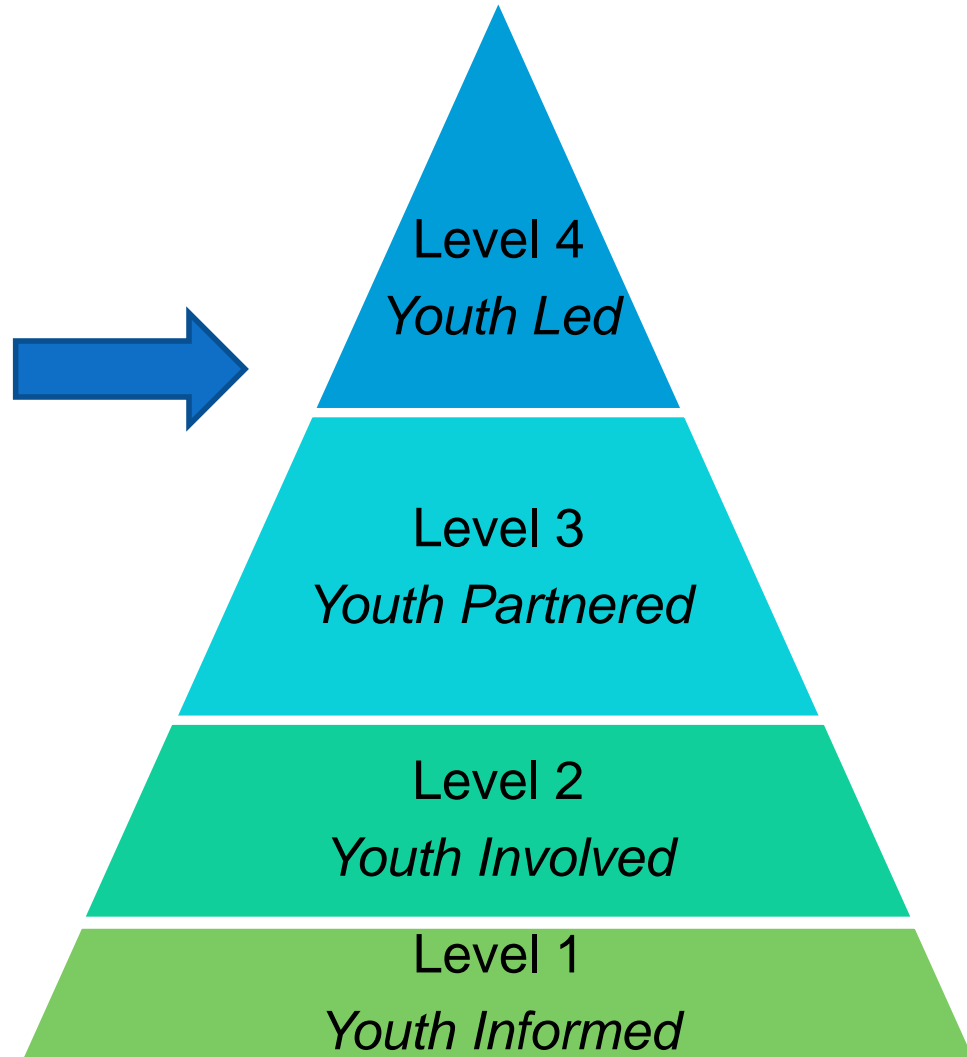 Level 4
Youth Led
Level 3
Youth Partnered
Level 2
Youth Involved
Level 1
Youth Informed